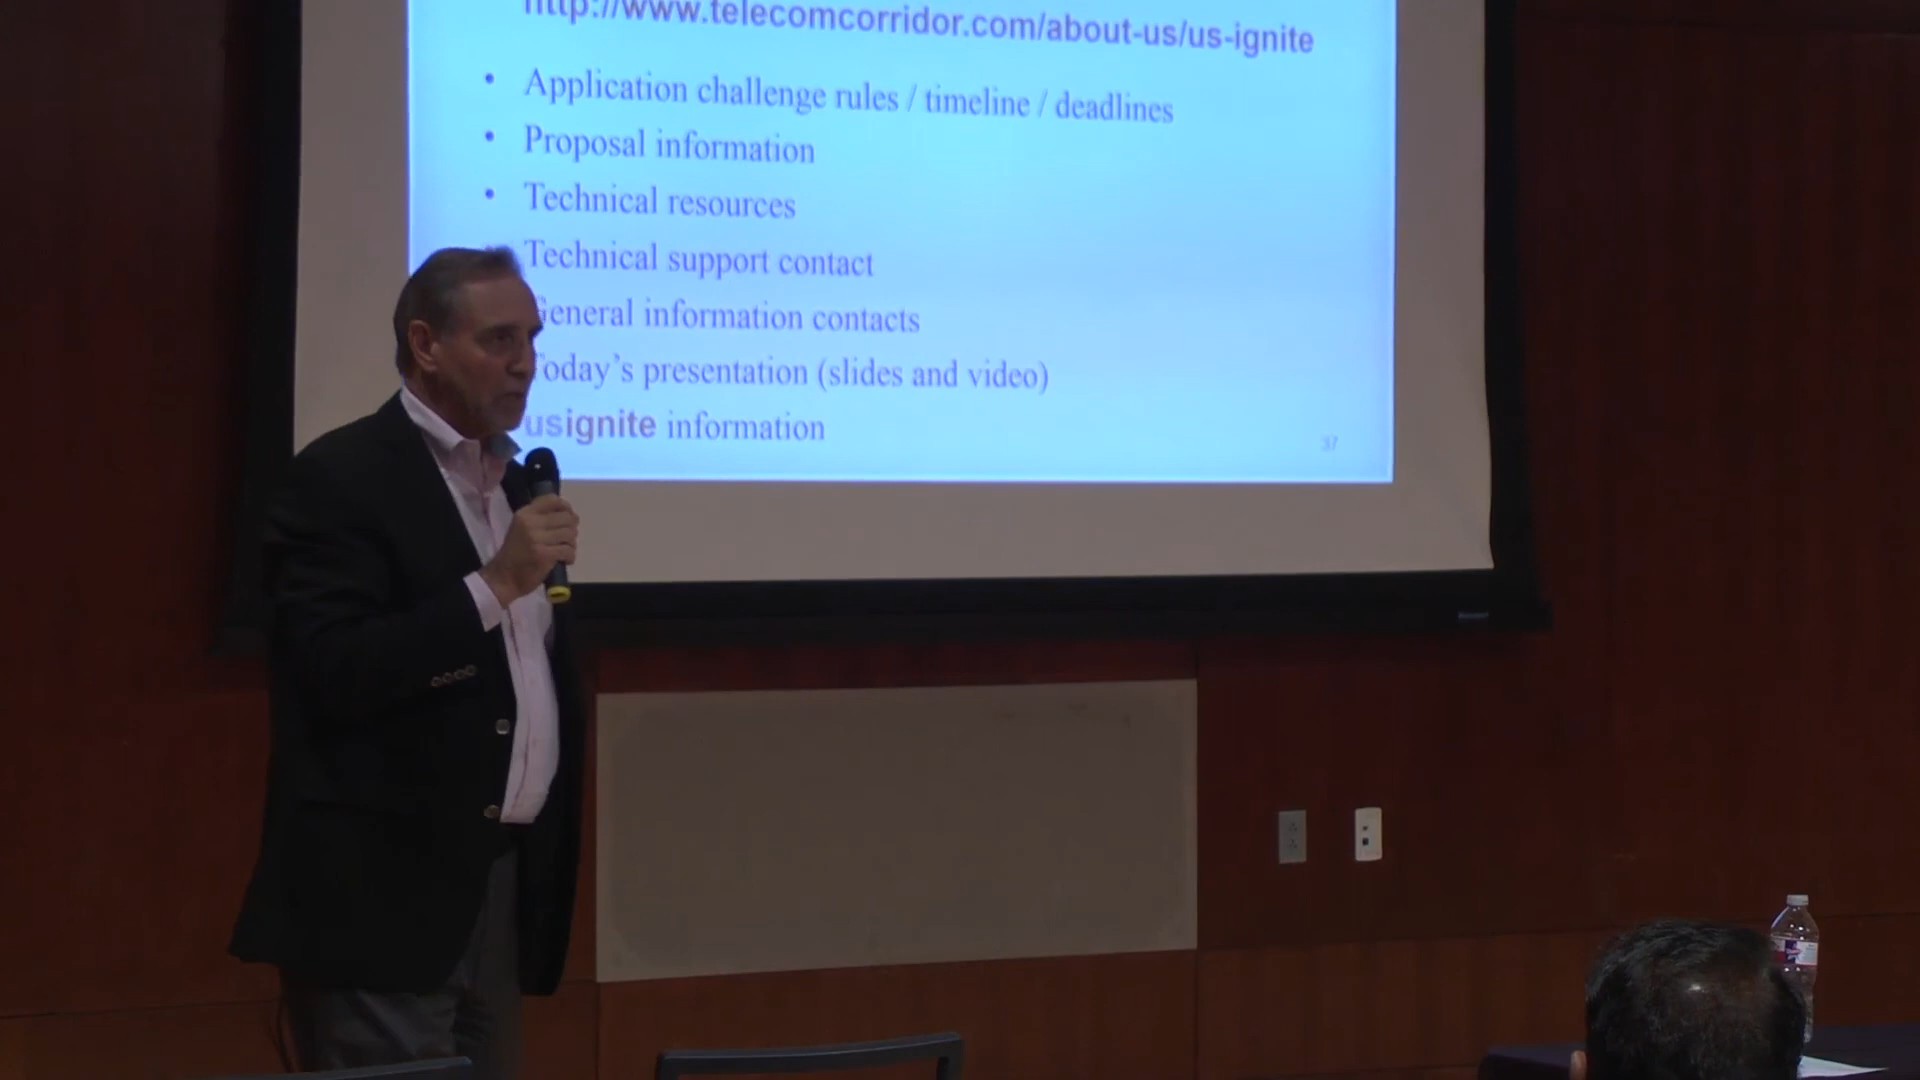 http://www.telecomcorridor.com/about-us/us-ignite
• Application challenge rules / timeline / deadlines
• Proposal information
• Technical resources
Technical support contact
General information contacts
Today's presentation (slides and video)
usignite information
37